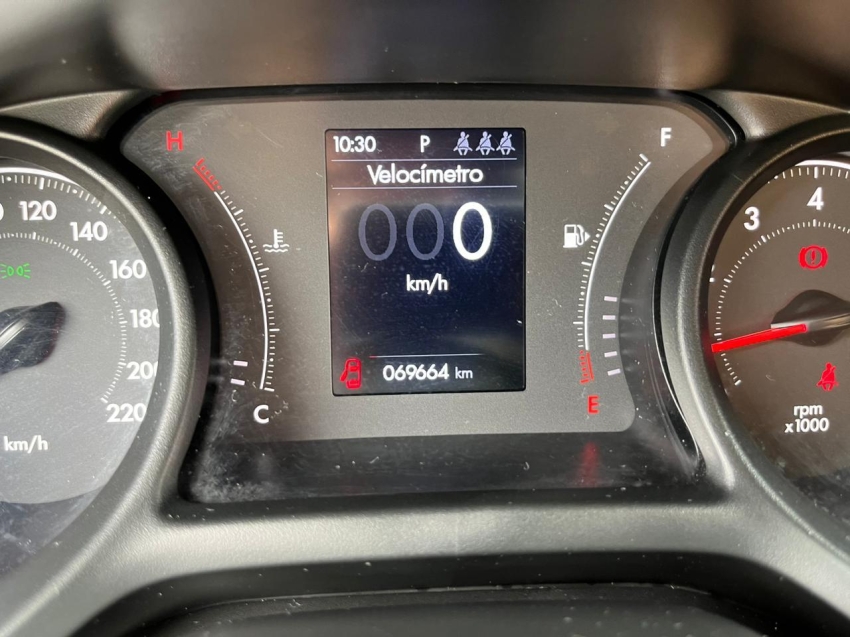 10:30 P
Velocímetro
000
km/h
069664 km
H
C
F
E
120
140
160
180
200
220
km/h
3
4
rpm
x1000